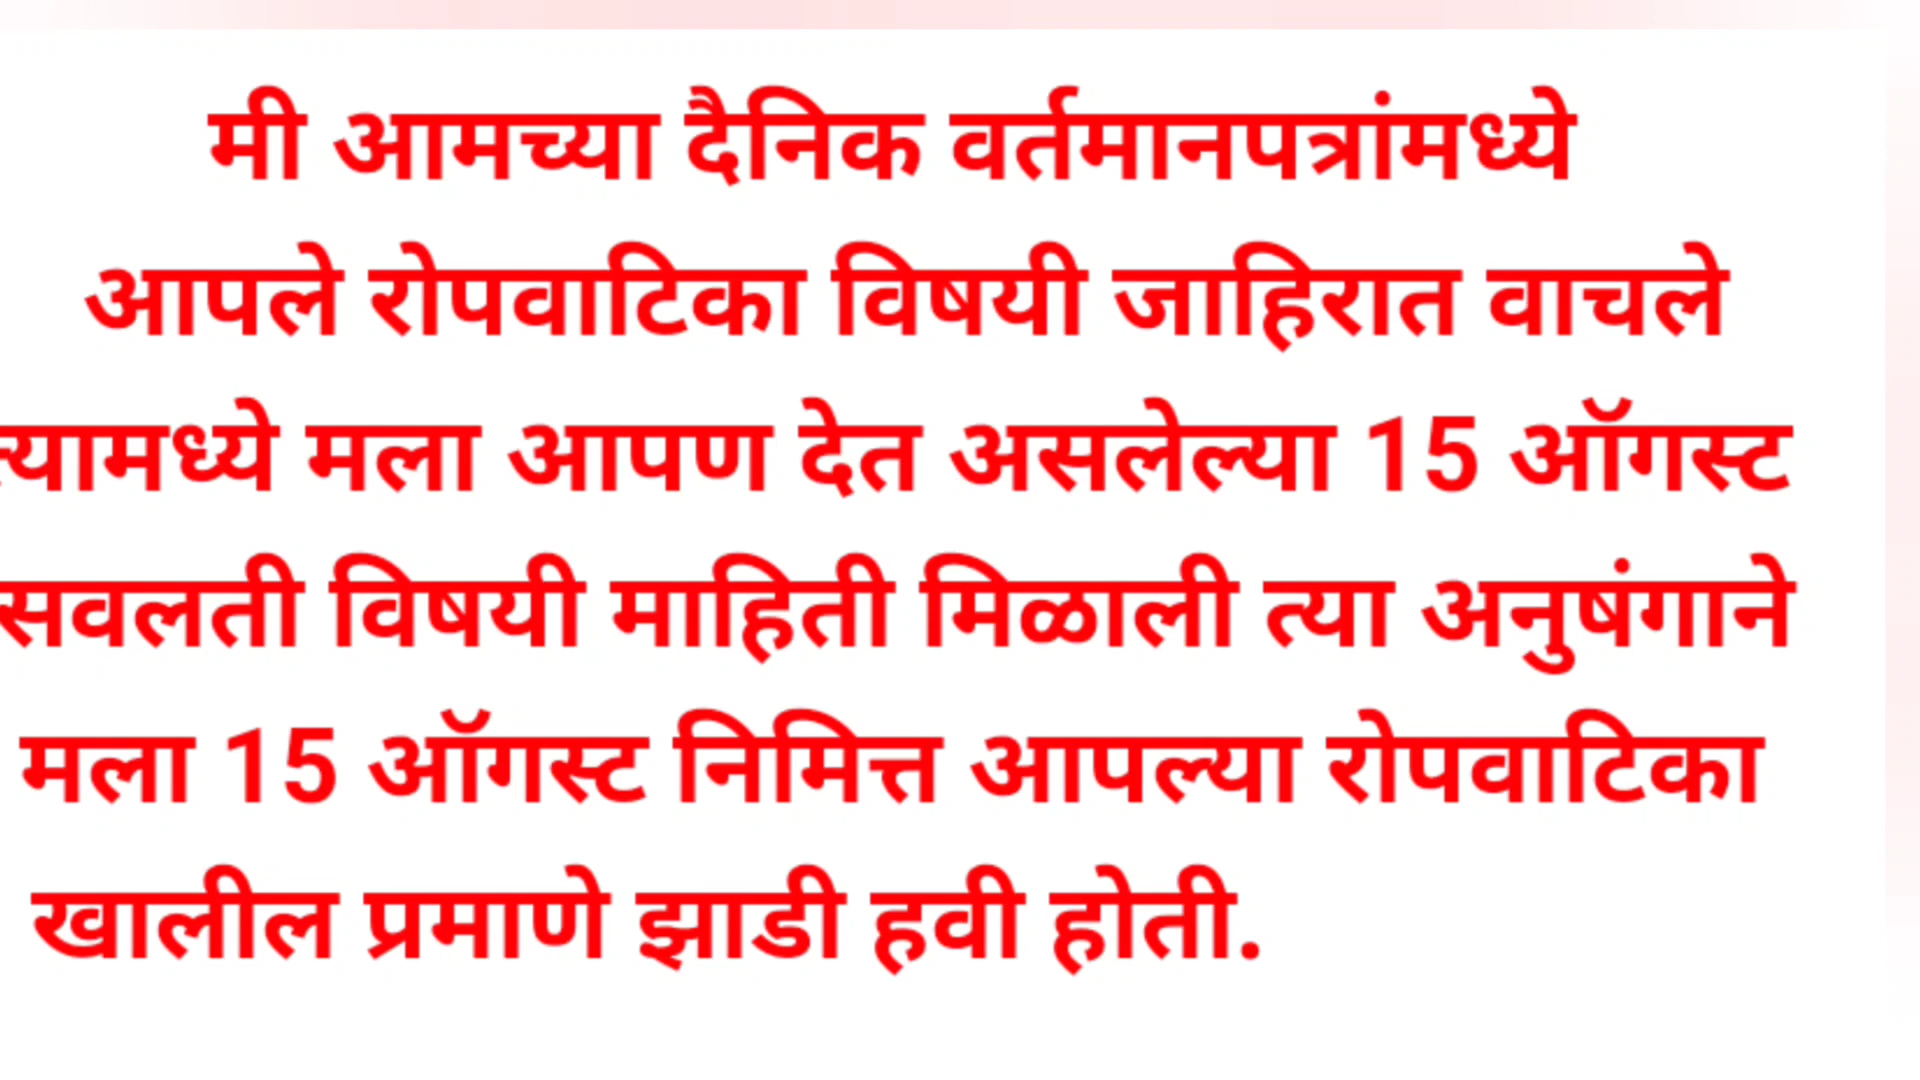 मी आमच्या दैनिक वर्तमानपत्रांमध्ये
आपले रोपवाटिका विषयी जाहिरात वाचले
त्यामध्ये मला आपण देत असलेल्या 15 ऑगस्ट
सवलती विषयी माहिती मिळाली त्या अनुषंगाने
मला 15 ऑगस्ट निमित्त आपल्या रोपवाटिका
खालील प्रमाणे झाडी हवी होती.